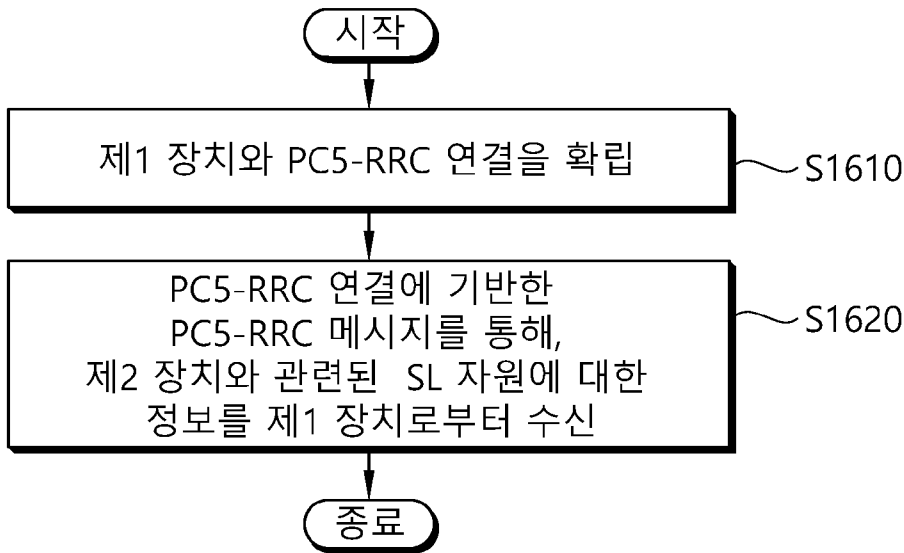 시작
제1 장치와 PC5-RRC 연결을 확립
S1610
PC5-RRC 연결에 기반한
PC5-RRC 메시지를 통해,
제2 장치와 관련된 SL 자원에 대한
정보를 제1 장치로부터 수신
S1620
종료